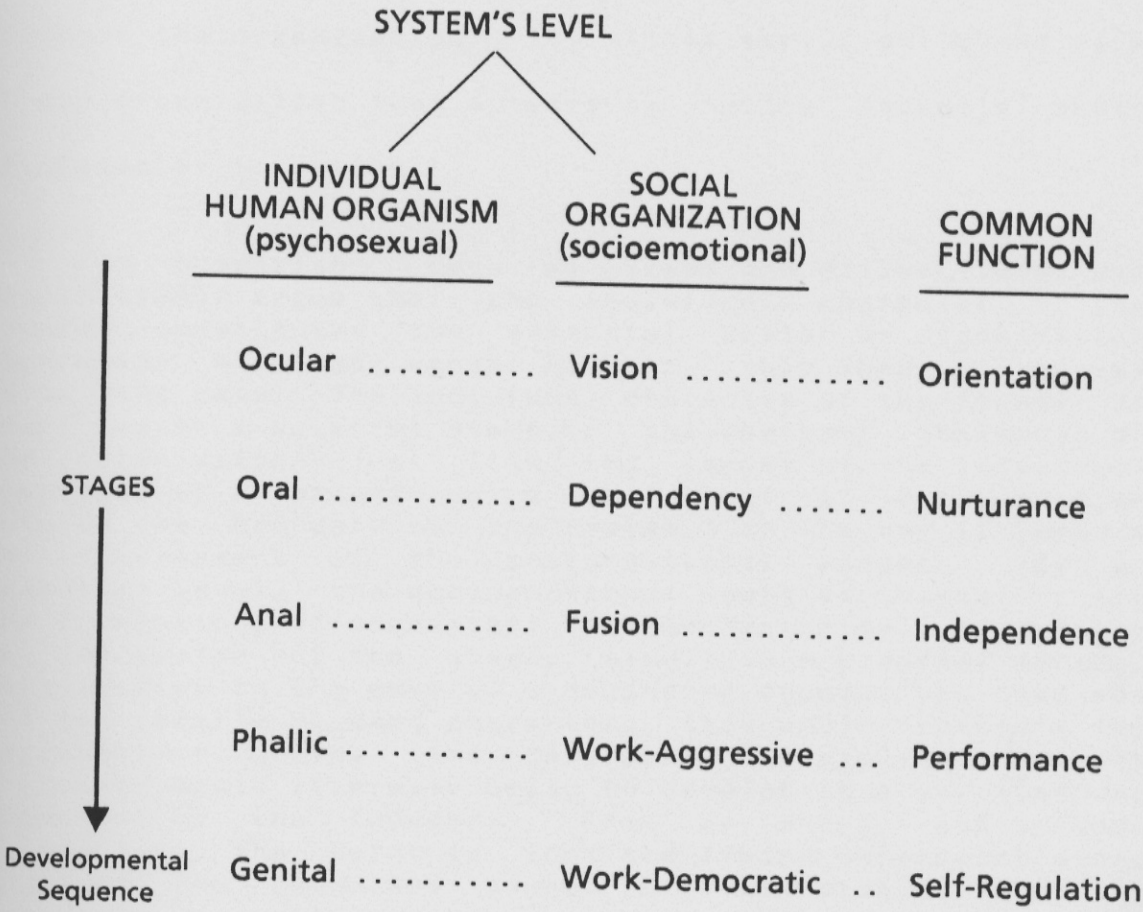 SYSTEM'S LEVEL
INDIVIDUAL
HUMAN ORGANISM
(psychosexual)
SOCIAL
ORGANIZATION
(socioemotional)
COMMON
FUNCTION
Ocular .......... Vision ............. Orientation
STAGES
Oral ............ Dependency ....... Nurturance
Anal ............ Fusion ............. Independence
Phallic ........... Work-Aggressive ... Performance
Developmental
Sequence
Genital ........... Work-Democratic .. Self-Regulation